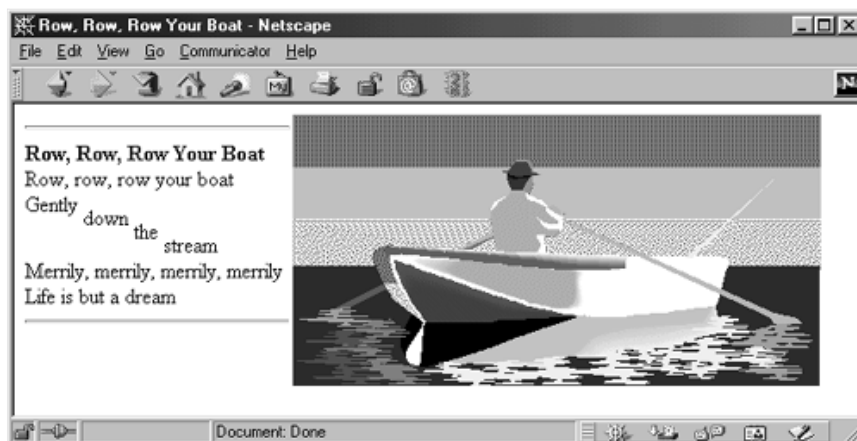 Row, Row, Row Your Boat - Netscape
File Edit View Go Communicator Help
N
Row, Row, Row Your Boat
Row, row, row your boat
Gently
down
the
stream
Merrily, merrily, merrily, merrily
Life is but a dream
Document: Done